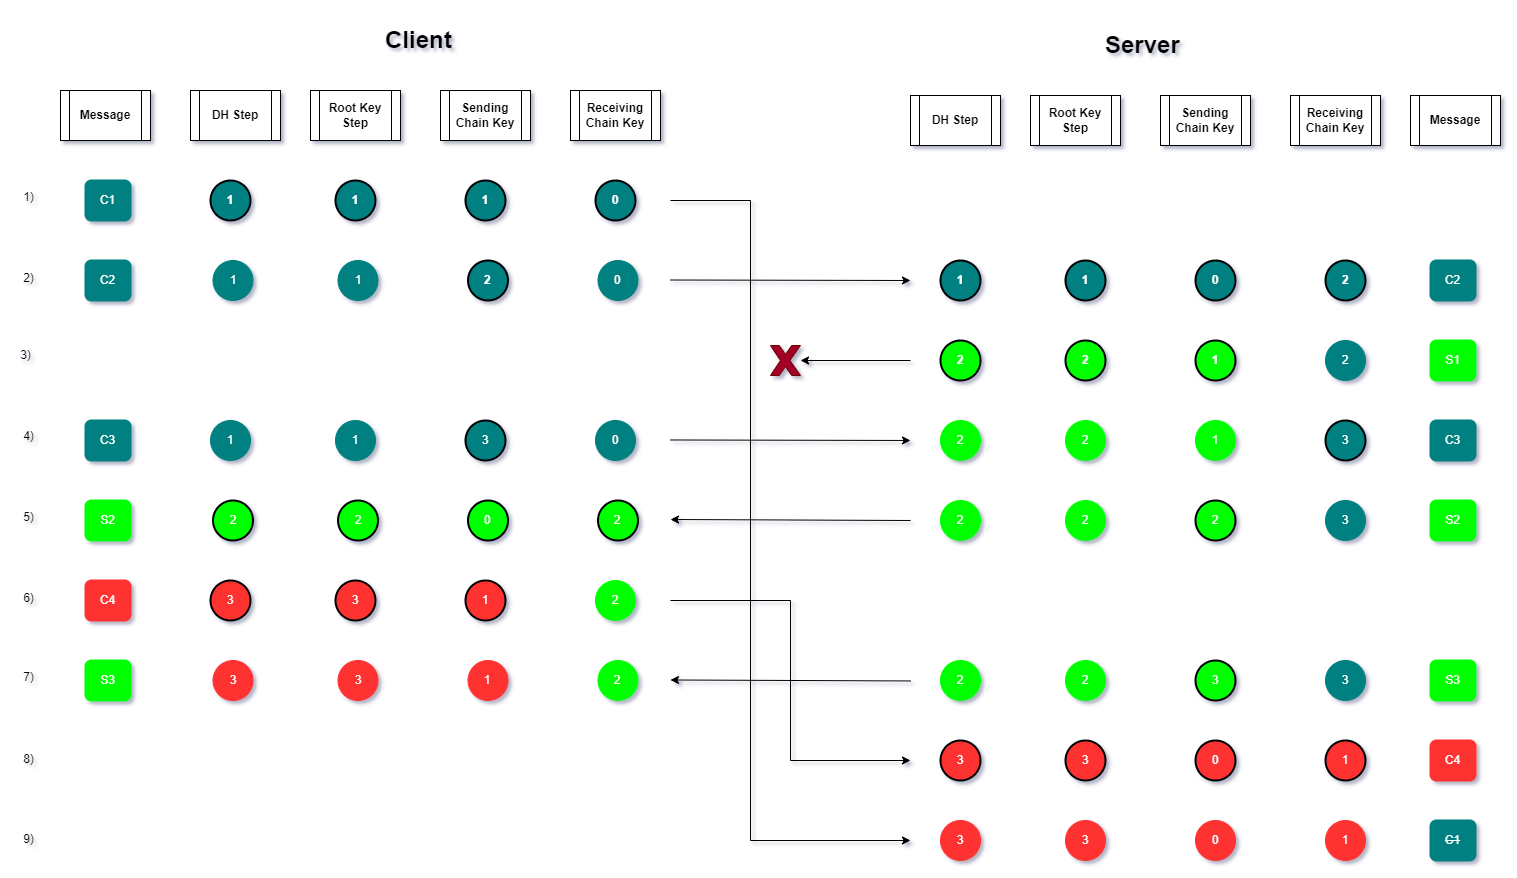 Client
Server
Message
DH Step
Root Key
Step
Sending
Chain Key
Receiving
Chain Key
DH Step
Root Key
Step
Sending
Chain Key
Receiving
Chain Key
Message
1) C1 1 1 1 0
2) C2 1 1 2 0 1 1 0 2 C2
3) X 2 2 1 2 S1
4) C3 1 1 3 0 2 2 1 3 C3
5) S2 2 2 0 2 2 2 2 3 S2
6) C4 3 3 1 2
7) S3 3 3 1 2 2 2 3 3 S3
8) 3 3 0 1 C4
9) 3 3 0 1 C1